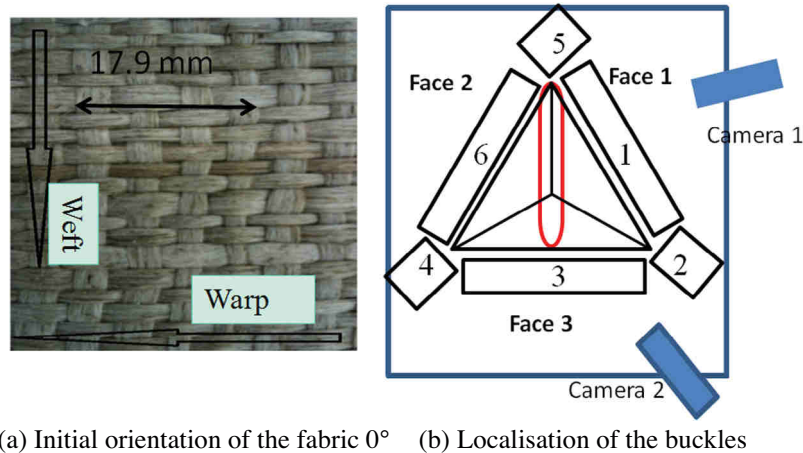 17.9 mm
Weft
Warp
5
Face 2
Face 1
Camera 1
6
1
4
2
3
Face 3
Camera 2
(a) Initial orientation of the fabric 0°
(b) Localisation of the buckles